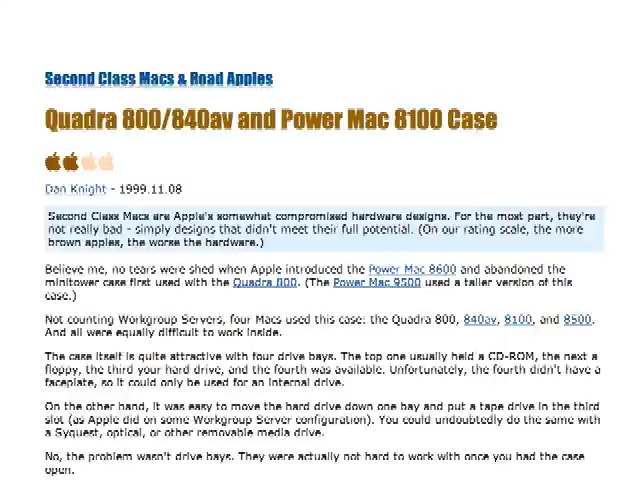 Second Class Macs & Road Apples
Quadra 800/840av and Power Mac 8100 Case
Dan Knight - 1999.11.08
Second Class Macs are Apple's somewhat compromised hardware designs. For the most part, they're
not really bad - simply designs that didn't meet their full potential. (On our rating scale, the more
brown apples, the worse the hardware.)
Believe me, no tears were shed when Apple introduced the Power Mac 8600 and abandoned the
minitower case first used with the Quadra 800. (The Power Mac 9500 used a taller version of this
case.)
Not counting Workgroup Servers, four Macs used this case: the Quadra 800, 840av, 8100, and 8500.
And all were equally difficult to work inside.
The case itself is quite attractive with four drive bays. The top one usually held a CD-ROM, the next a
floppy, the third your hard drive, and the fourth was available. Unfortunately, the fourth didn't have a
faceplate, so it could only be used for an internal drive.
On the other hand, it was easy to move the hard drive down one bay and put a tape drive in the third
slot (as Apple did on some Workgroup Server configuration). You could undoubtedly do the same with
a Syquest, optical, or other removable media drive.
No, the problem wasn't drive bays. They were actually not hard to work with once you had the case
open.